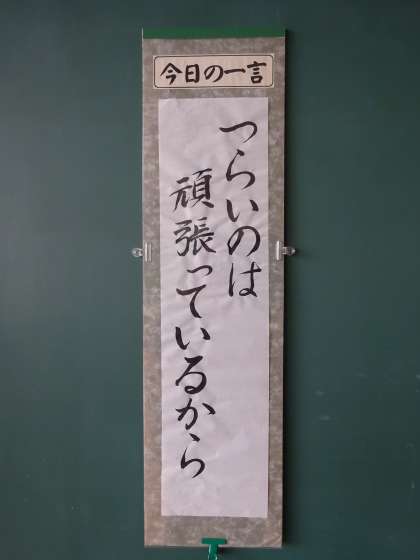 今日の一言
つらいのは
頑張っているから